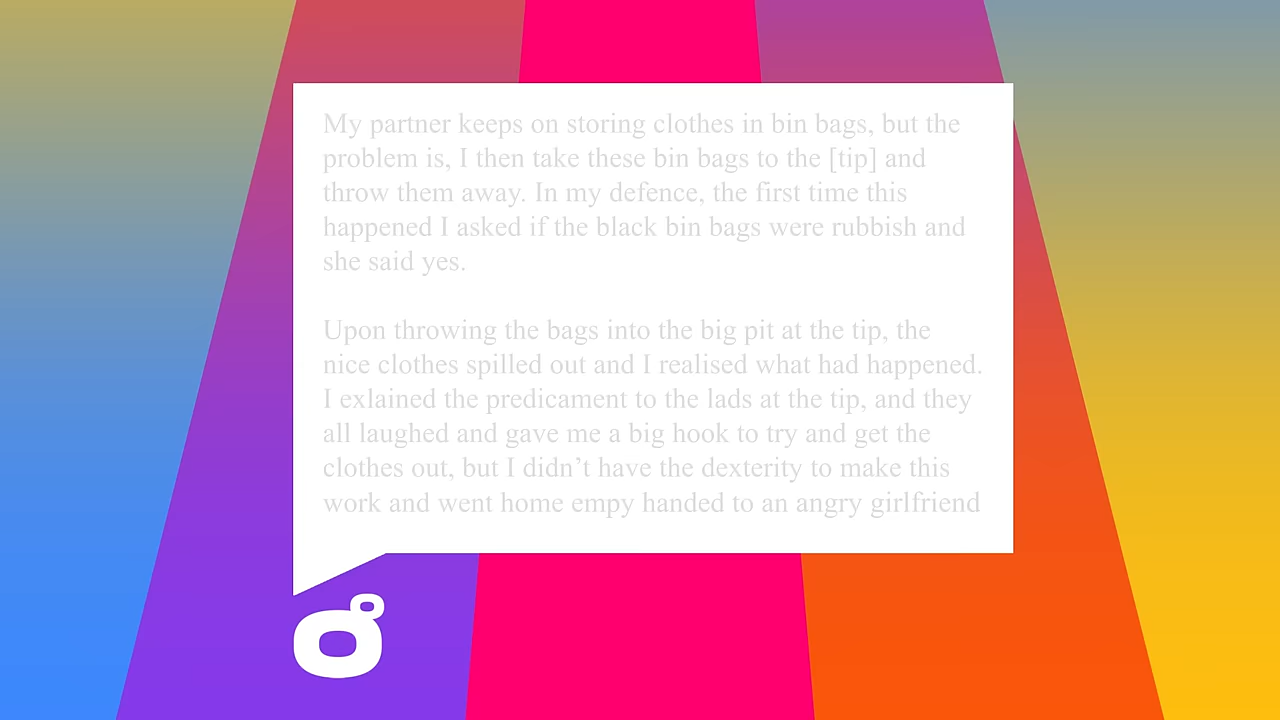 My partner keeps on storing clothes in bin bags, but the
problem is, I then take these bin bags to the [tip] and
throw them away. In my defence, the first time this
happened I asked if the black bin bags were rubbish and
she said yes.
Upon throwing the bags into the big pit at the tip, the
nice clothes spilled out and I realised what had happened.
I exlained the predicament to the lads at the tip, and they
all laughed and gave me a big hook to try and get the
clothes out, but I didn’t have the dexterity to make this
work and went home empy handed to an angry girlfriend